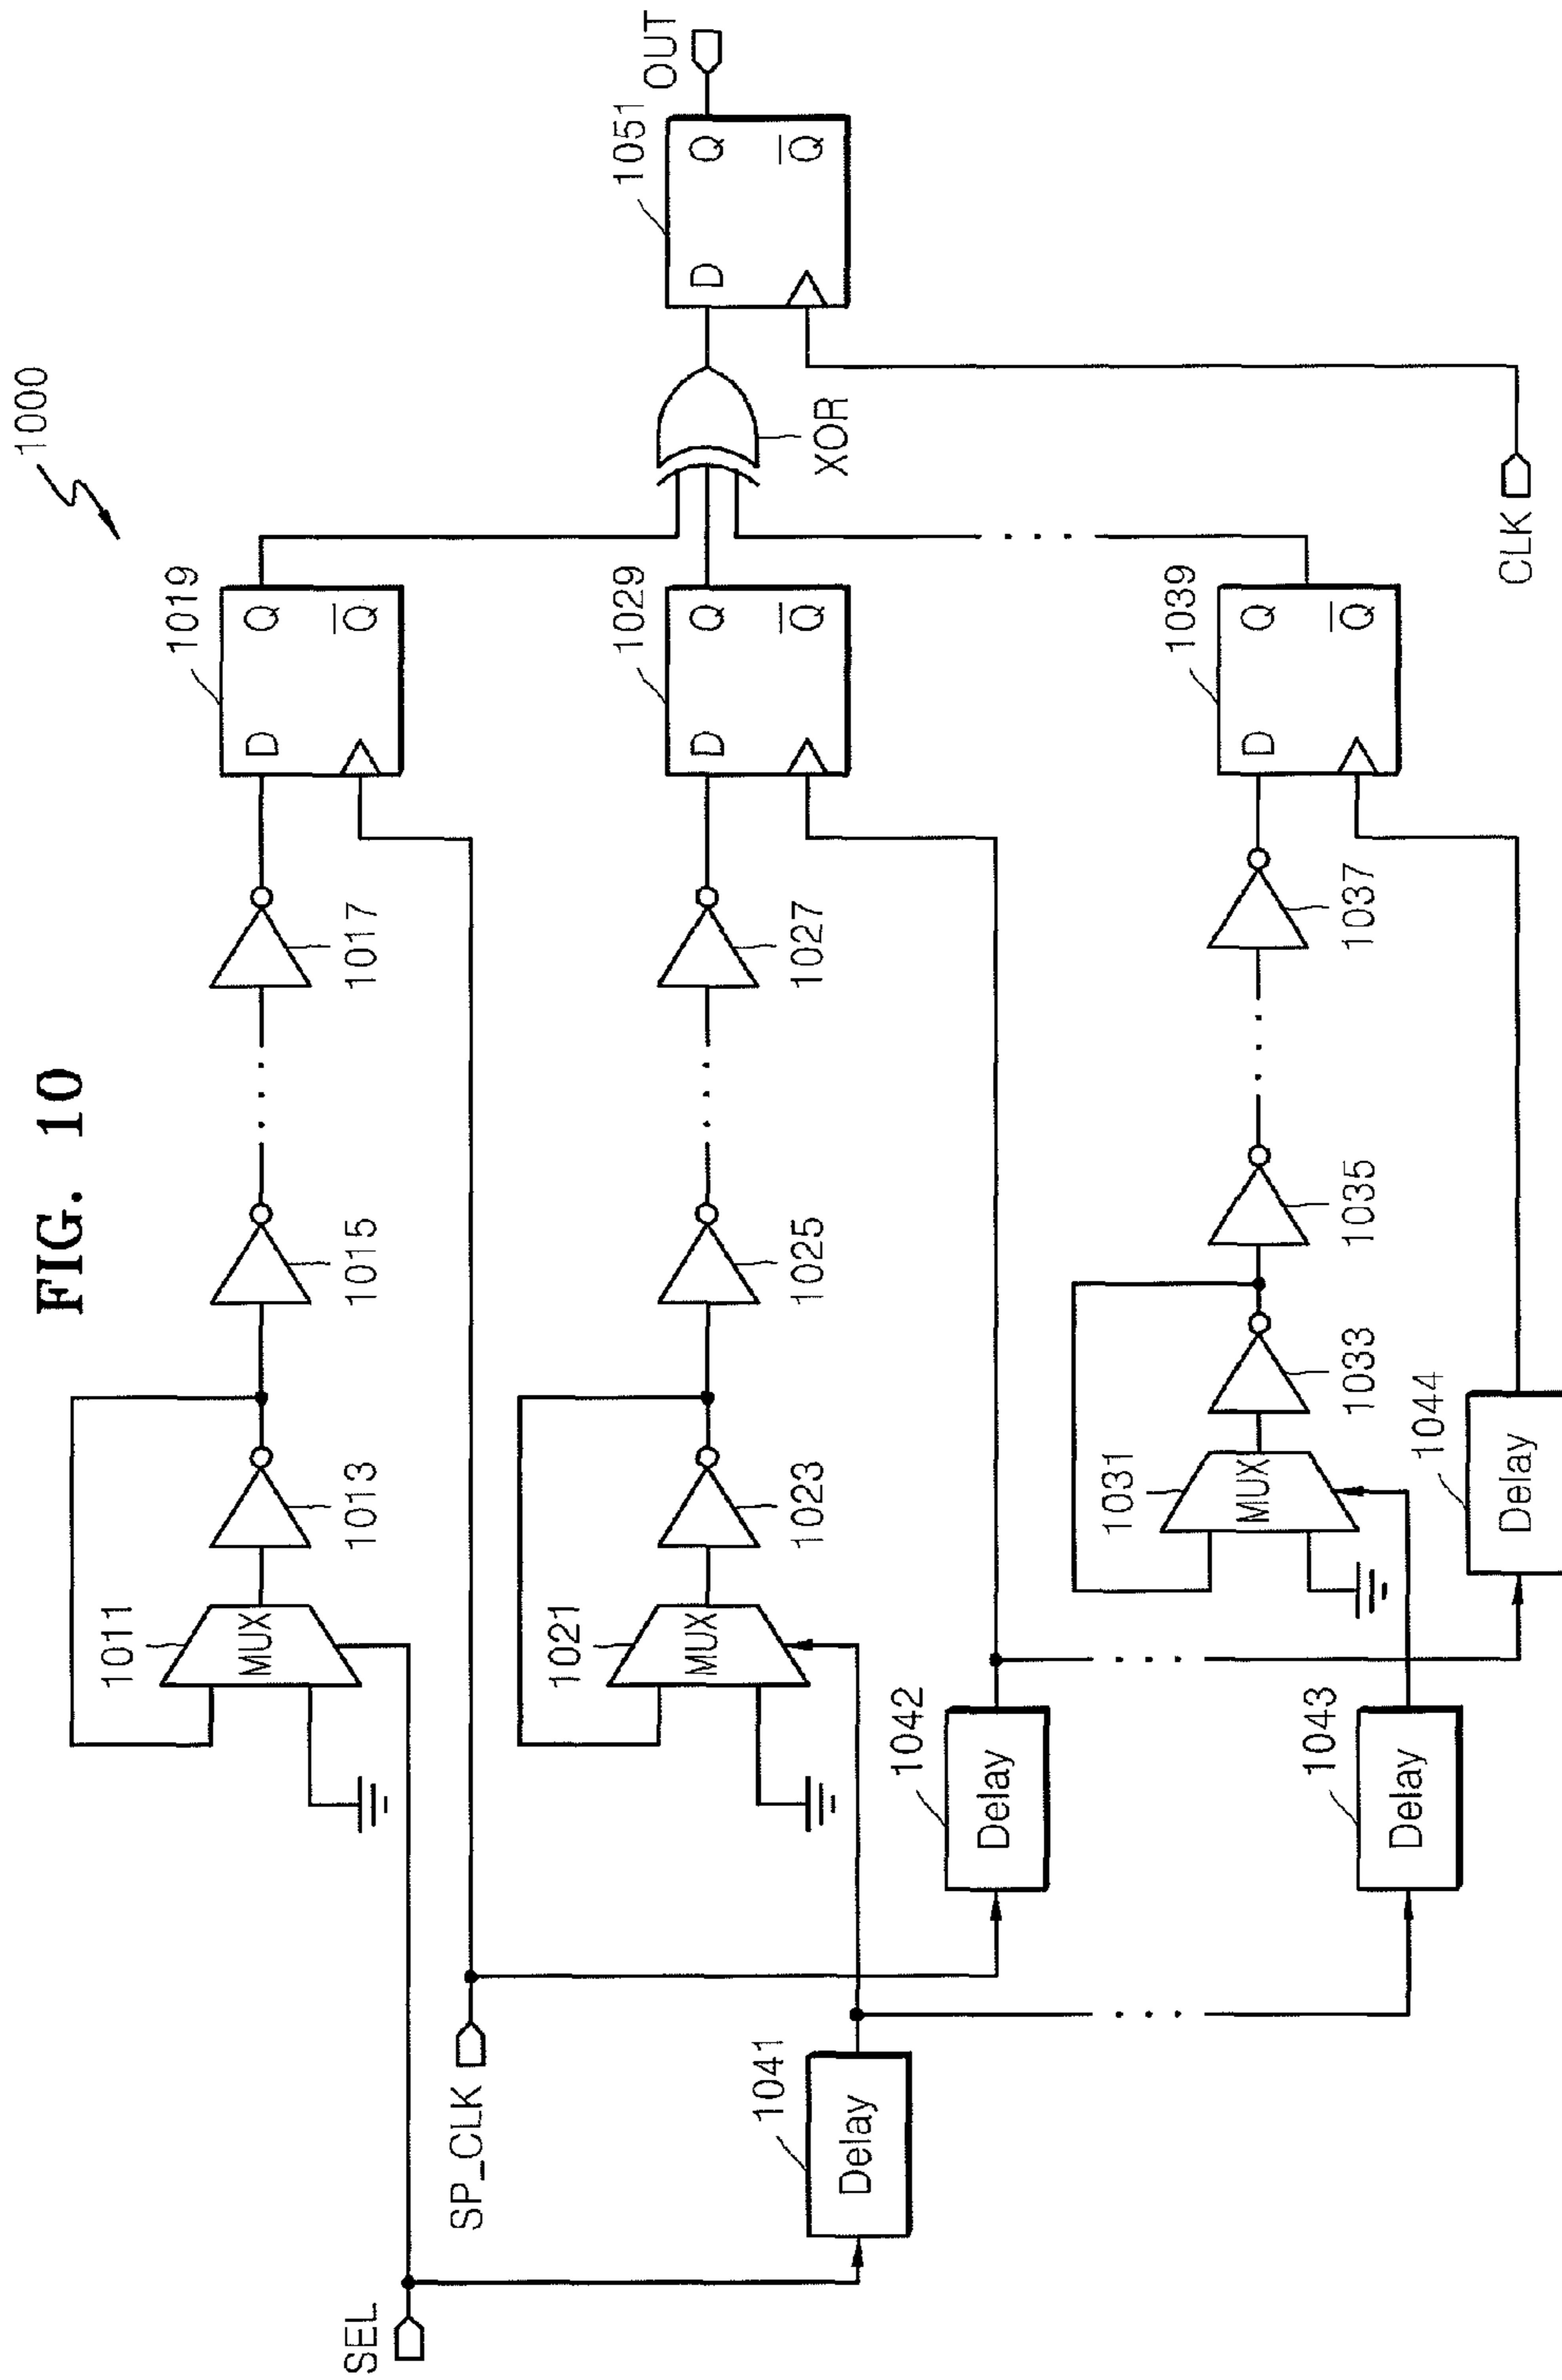 FIG. 10
1000
SEL
SP_CLK
CLK
OUT
1011
MUX
1013
1015
1017
1019
D
Q
Q
1021
MUX
1023
1025
1027
1029
D
Q
Q
1031
MUX
1033
1035
1037
1039
D
Q
Q
1041
Delay
1042
Delay
1043
Delay
1044
Delay
XOR
1051
D
Q
Q